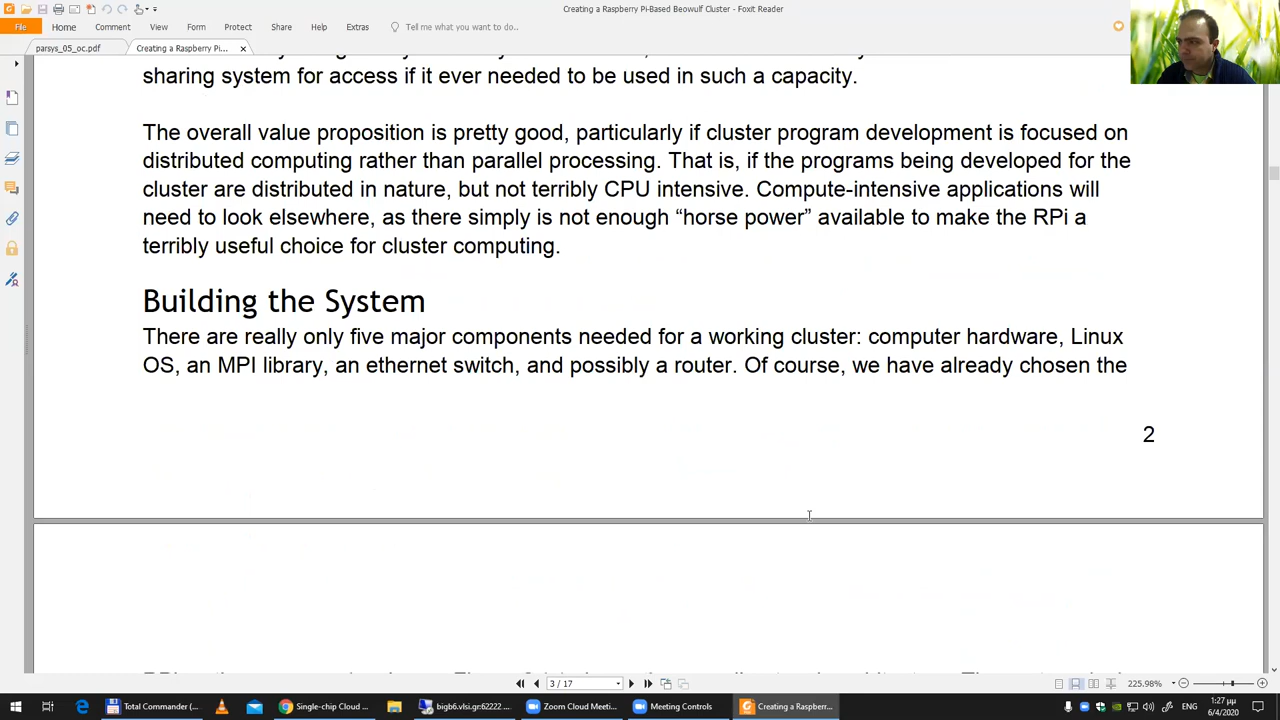 Creating a Raspberry Pi-Based Beowulf Cluster - Foxit Reader
File Home Comment View Form Protect Share Help Extras Tell me what you want to do..
parsys_05_oc.pdf Creating a Raspberry Pi...
sharing system for access if it ever needed to be used in such a capacity.
The overall value proposition is pretty good, particularly if cluster program development is focused on
distributed computing rather than parallel processing. That is, if the programs being developed for the
cluster are distributed in nature, but not terribly CPU intensive. Compute-intensive applications will
need to look elsewhere, as there simply is not enough “horse power” available to make the RPi a
terribly useful choice for cluster computing.
Building the System
There are really only five major components needed for a working cluster: computer hardware, Linux
OS, an MPI library, an ethernet switch, and possibly a router. Of course, we have already chosen the
2
3 / 17 225.98%
Total Commander (... Single-chip Cloud ... bigb6.vlsi.gr:62222 ... Zoom Cloud Meeti... Meeting Controls Creating a Raspberr... 1:27 μμ
6/4/2020